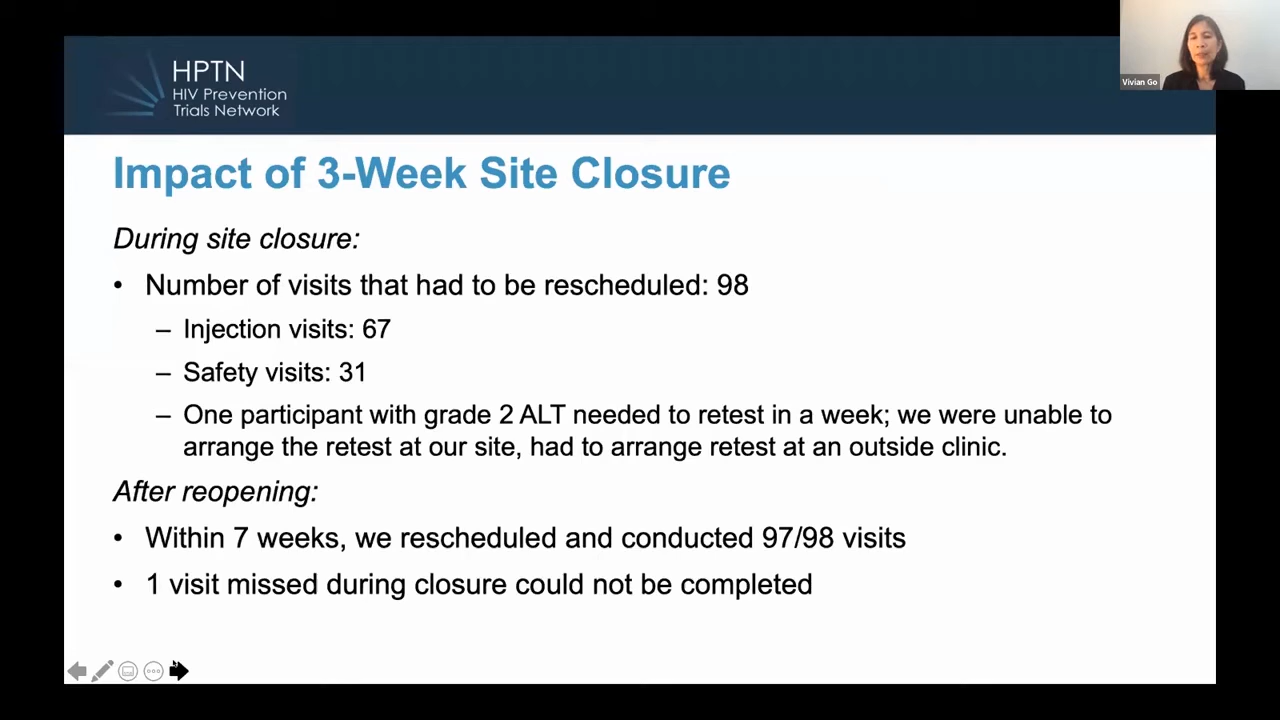 Vivian Go
HPTN
HIV Prevention
Trials Network
Impact of 3-Week Site Closure
During site closure:
• Number of visits that had to be rescheduled: 98
– Injection visits: 67
– Safety visits: 31
– One participant with grade 2 ALT needed to retest in a week; we were unable to
arrange the retest at our site, had to arrange retest at an outside clinic.
After reopening:
• Within 7 weeks, we rescheduled and conducted 97/98 visits
• 1 visit missed during closure could not be completed